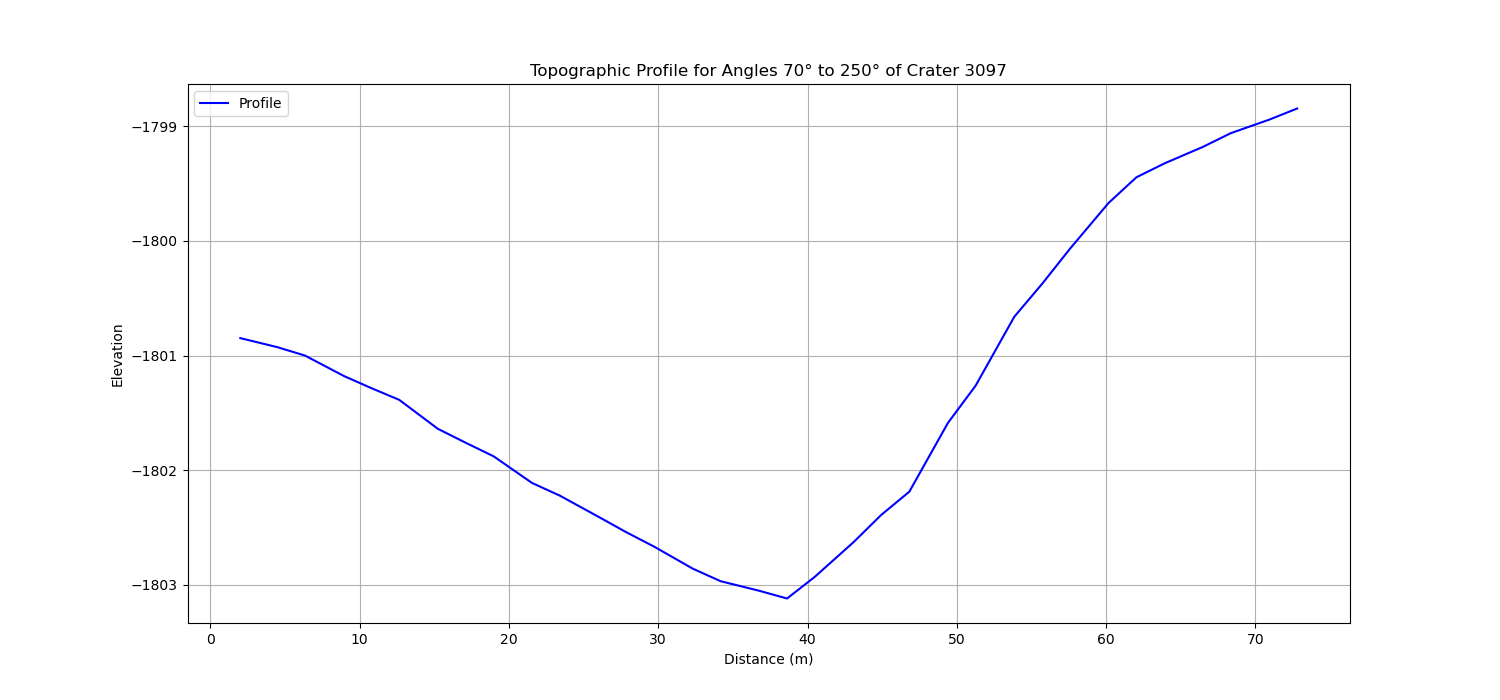 Topographic Profile for Angles 70° to 250° of Crater 3097
Profile
−1799
−1800
−1801
−1802
−1803
Elevation
0 10 20 30 40 50 60 70
Distance (m)